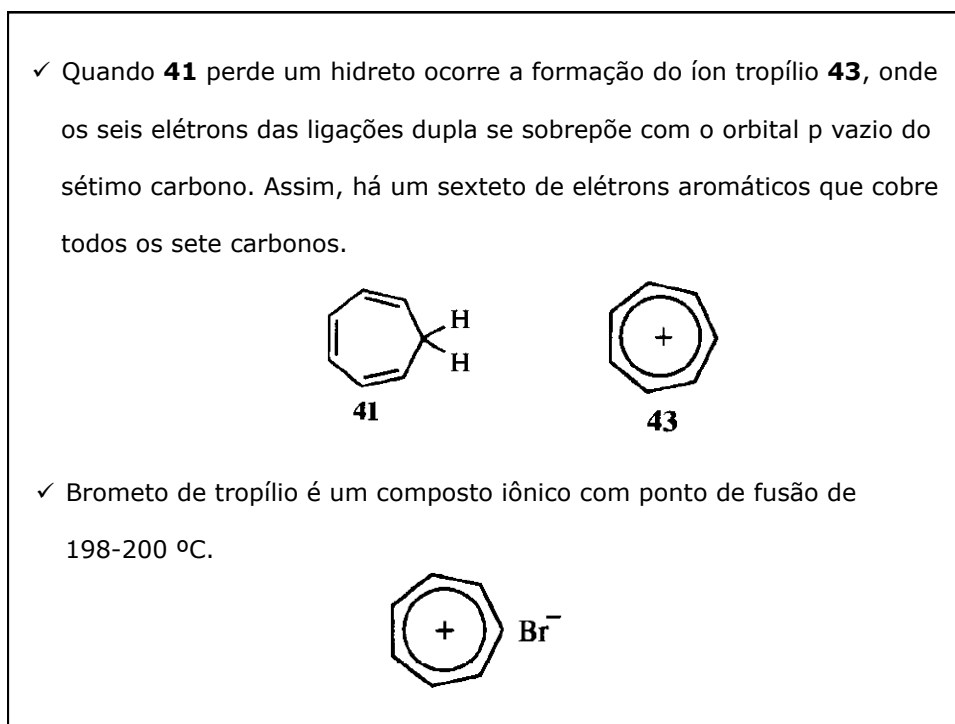 ✓ Quando 41 perde um hidreto ocorre a formação do íon tropílio 43, onde
os seis elétrons das ligações dupla se sobrepõe com o orbital p vazio do
sétimo carbono. Assim, há um sexteto de elétrons aromáticos que cobre
todos os sete carbonos.
H
H
+
41
43
✓ Brometo de tropílio é um composto iônico com ponto de fusão de
198-200 ºC.
+ Br⁻